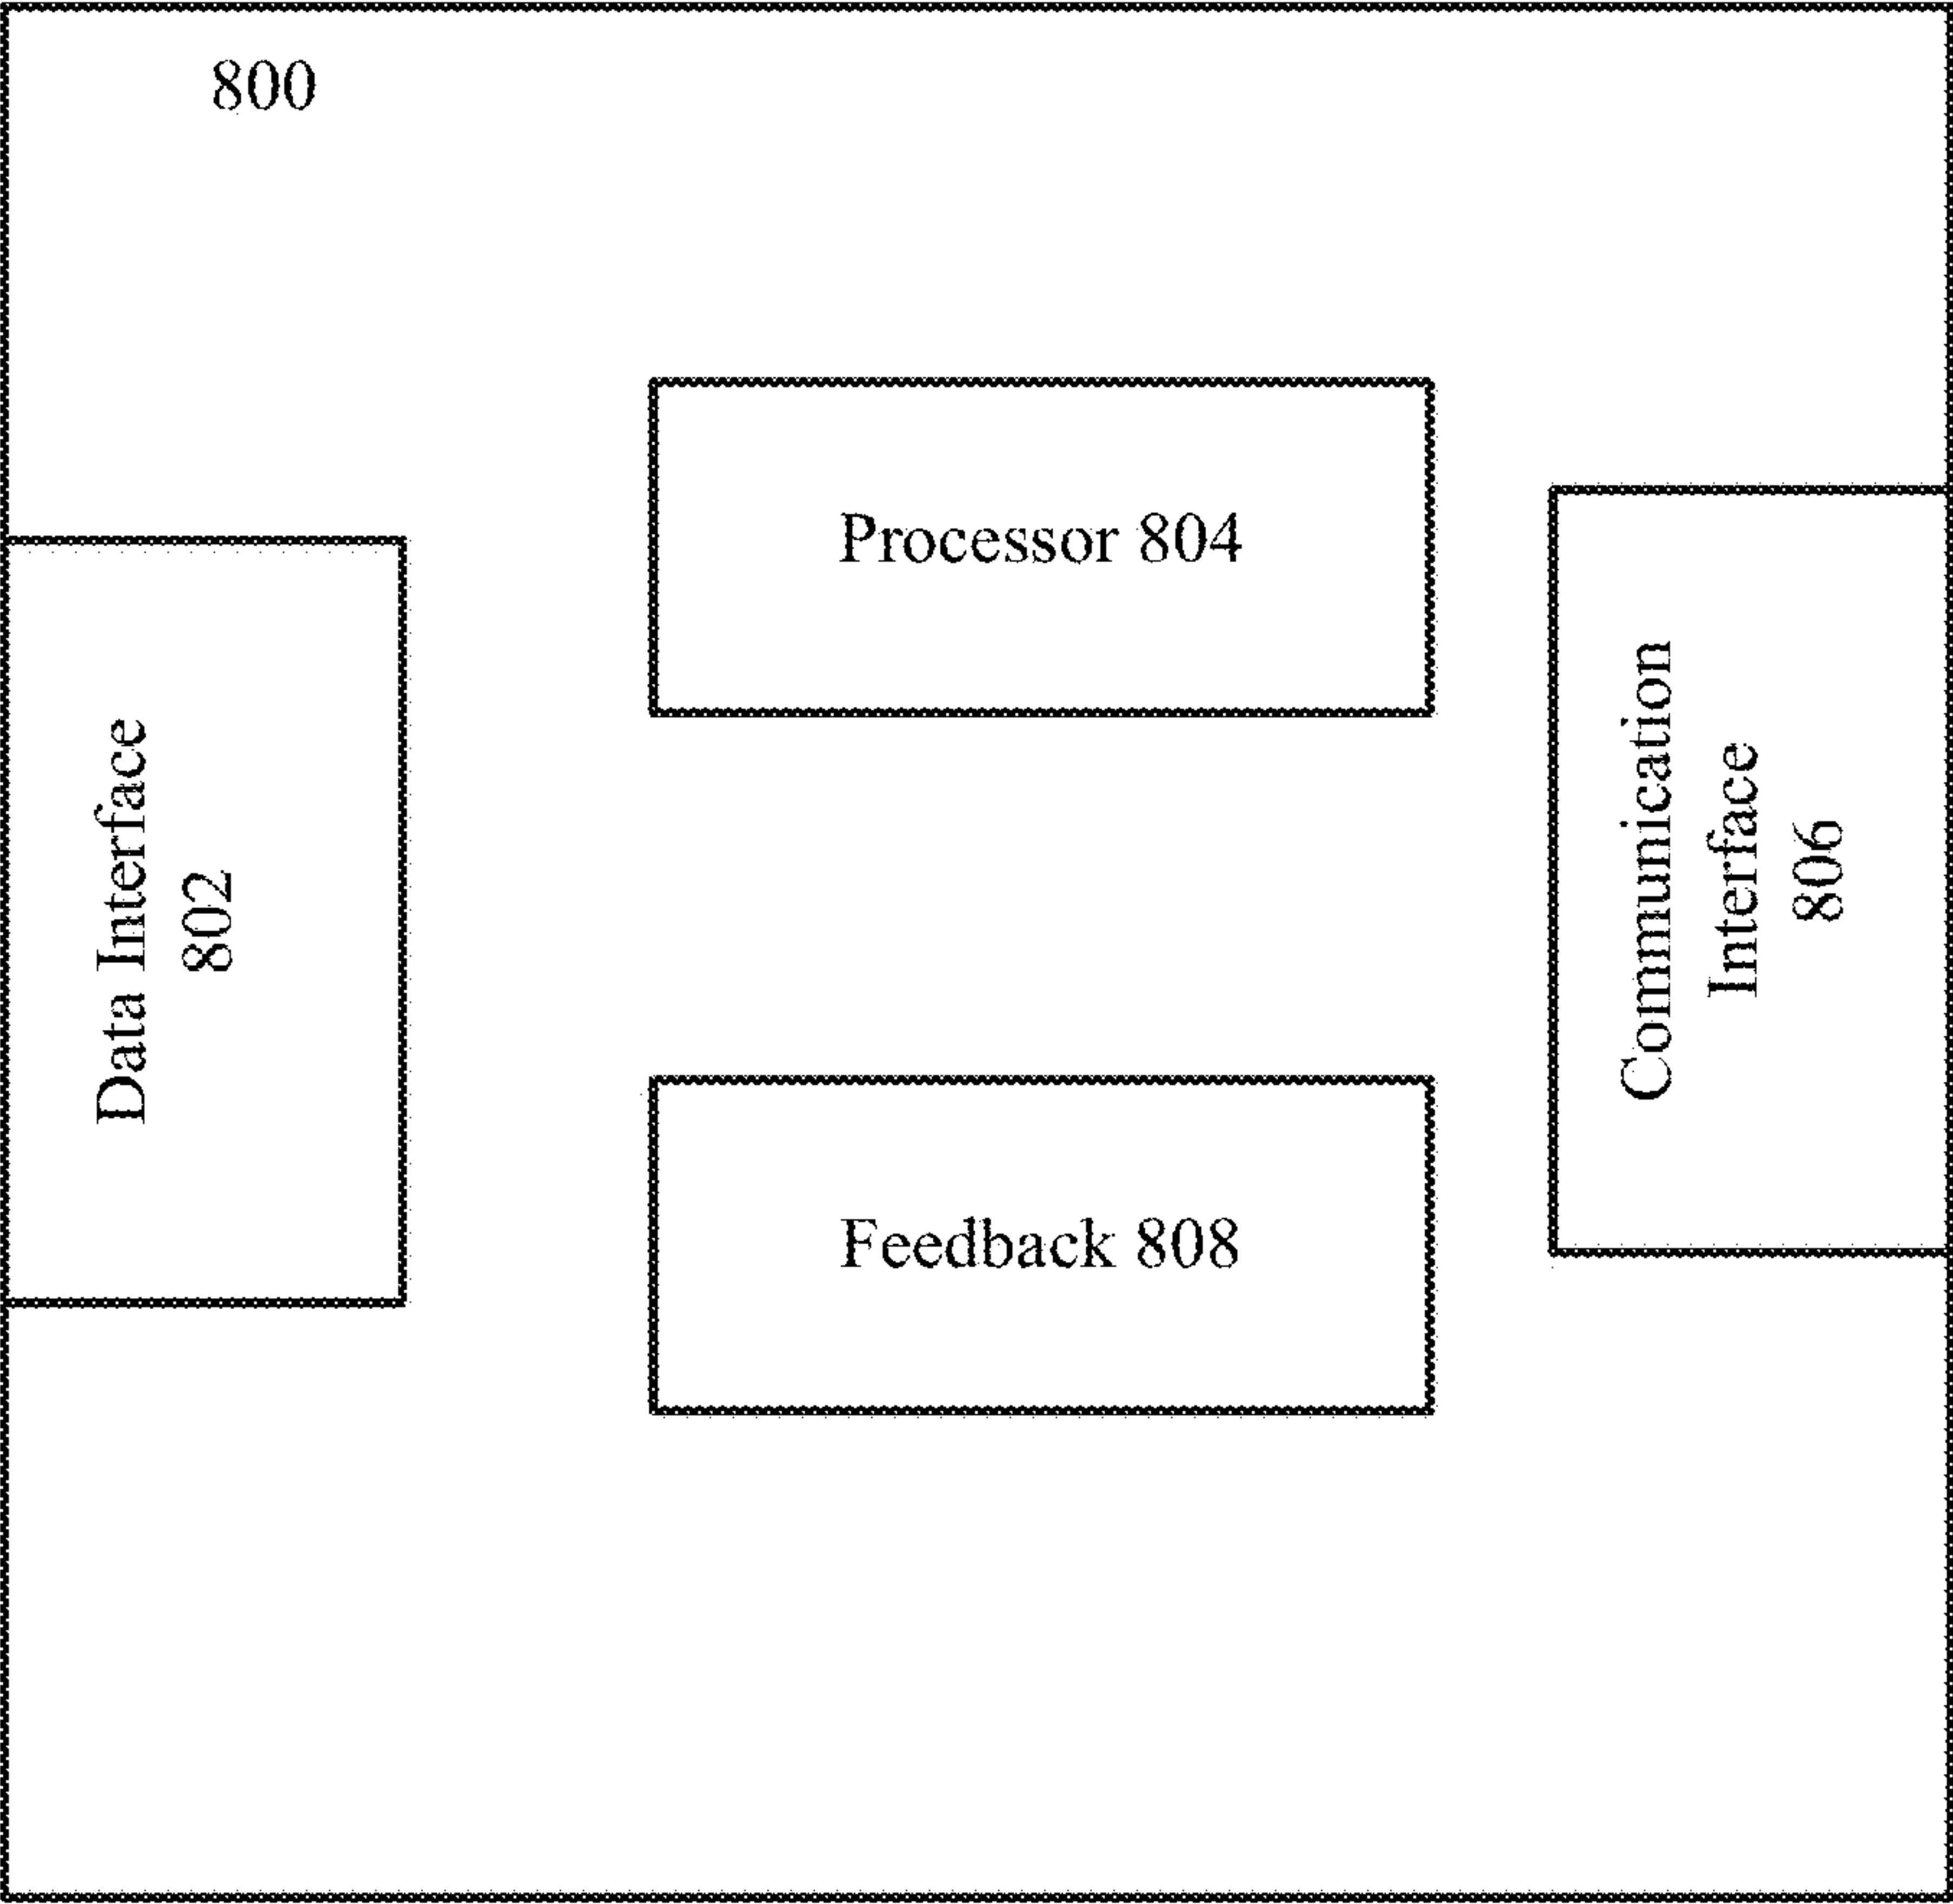 800
Processor 804
Data Interface
802
Communication
Interface
806
Feedback 808